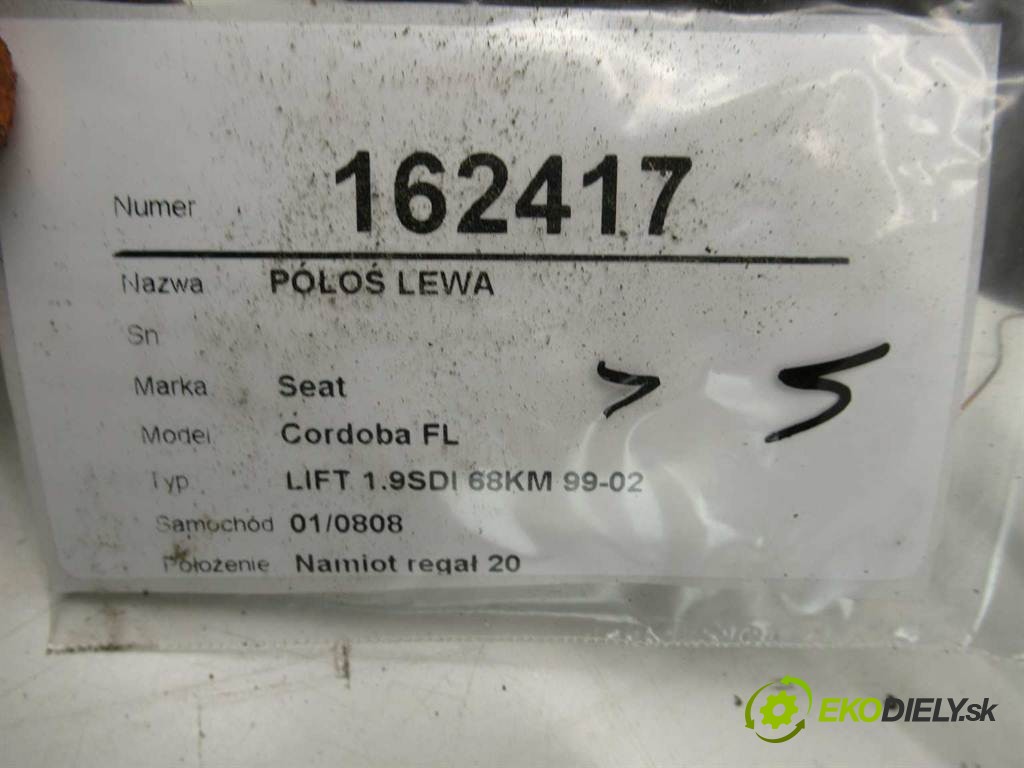 Numer 162417
Nazwa PÓŁOŚ LEWA
Sn
Marka Seat
Model Cordoba FL
Typ LIFT 1.9SDI 68KM 99-02
Samochód 01/0808
Położenie Namiot regał 20
EKODIELY.sk